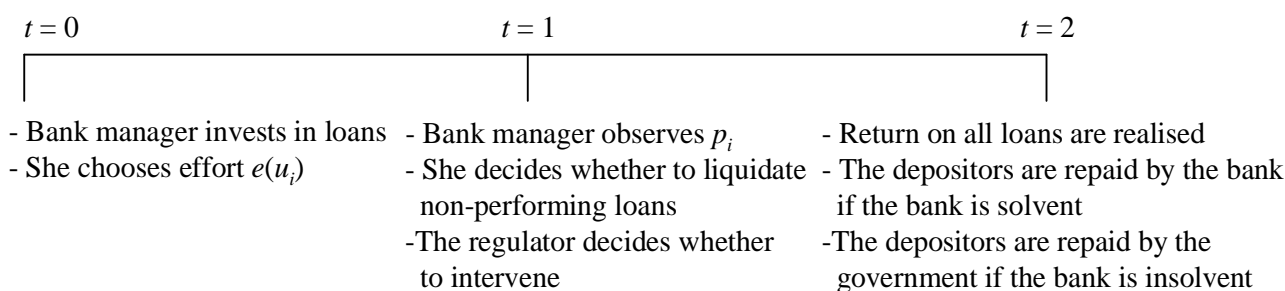 t = 0
t = 1
t = 2
- Bank manager invests in loans
- She chooses effort e(u_i)
- Bank manager observes p_i
- She decides whether to liquidate
non-performing loans
-The regulator decides whether
to intervene
- Return on all loans are realised
- The depositors are repaid by the bank
if the bank is solvent
-The depositors are repaid by the
government if the bank is insolvent